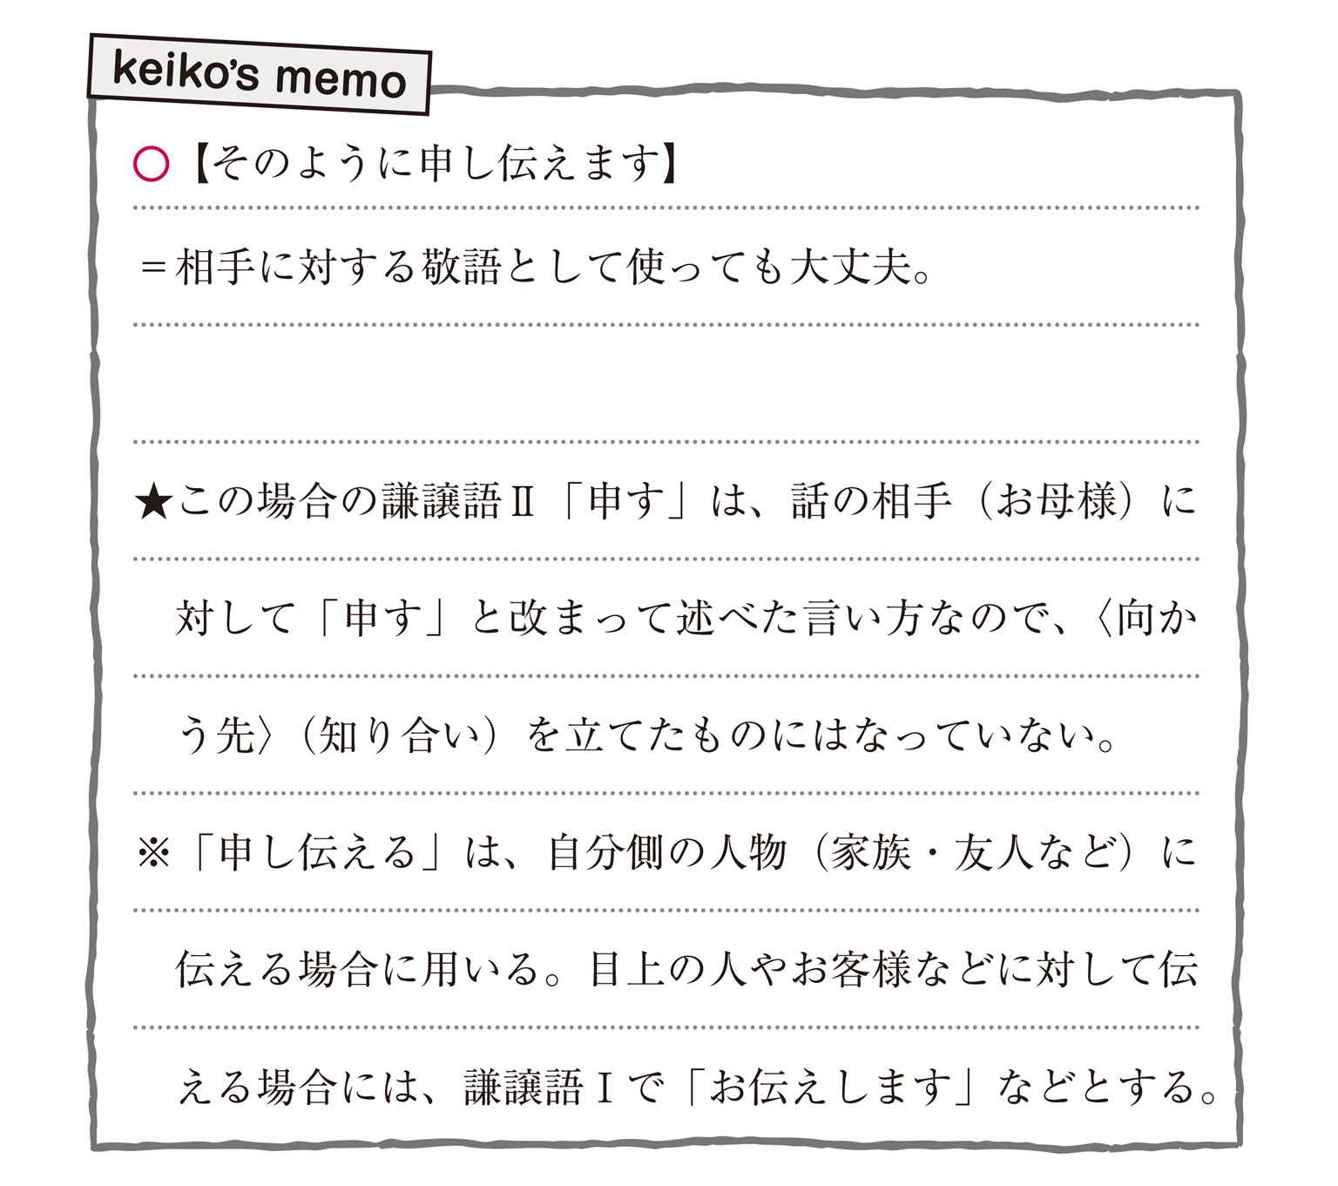 keiko's memo
○【そのように申し伝えます】
＝相手に対する敬語として使っても大丈夫。
★この場合の謙譲語Ⅱ「申す」は、話の相手（お母様）に
対して「申す」と改まって述べた言い方なので、〈向か
う先〉（知り合い）を立てたものにはなっていない。
※「申し伝える」は、自分側の人物（家族・友人など）に
伝える場合に用いる。目上の人やお客様などに対して伝
える場合には、謙譲語Ⅰで「お伝えします」などとする。